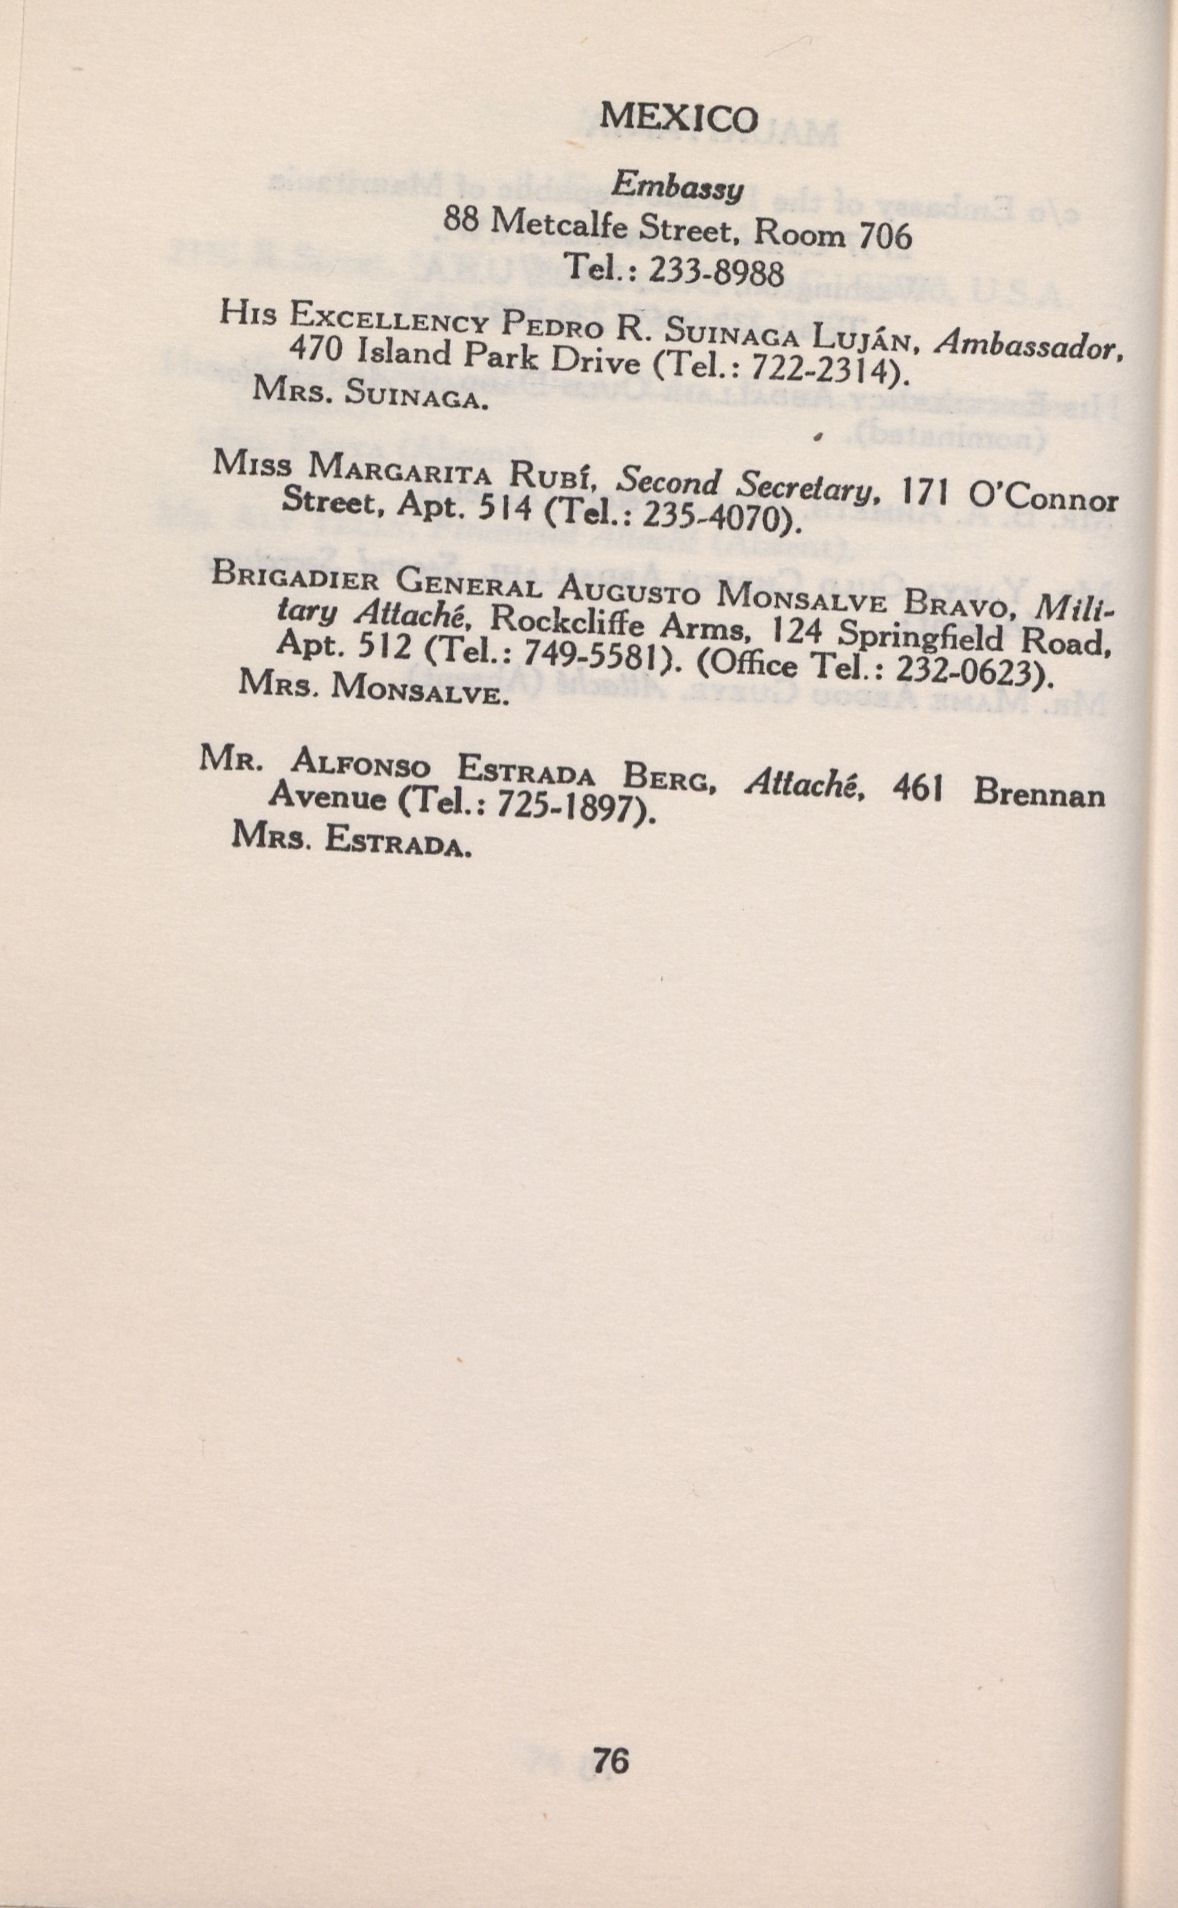 MEXICO
Embassy
88 Metcalfe Street, Room 706
Tel.: 233-8988
HIS EXCELLENCY PEDRO R. SUINAGA LUJÁN, Ambassador,
470 Island Park Drive (Tel.: 722-2314).
MRS. SUINAGA.
MISS MARGARITA RUBÍ, Second Secretary, 171 O'Connor
Street, Apt. 514 (Tel.: 235-4070).
BRIGADIER GENERAL AUGUSTO MONSALVE BRAVO, Mili-
tary Attaché, Rockcliffe Arms, 124 Springfield Road,
Apt. 512 (Tel.: 749-5581). (Office Tel.: 232-0623).
MRS. MONSALVE.
MR. ALFONSO ESTRADA BERG, Attaché, 461 Brennan
Avenue (Tel.: 725-1897).
MRS. ESTRADA.
76